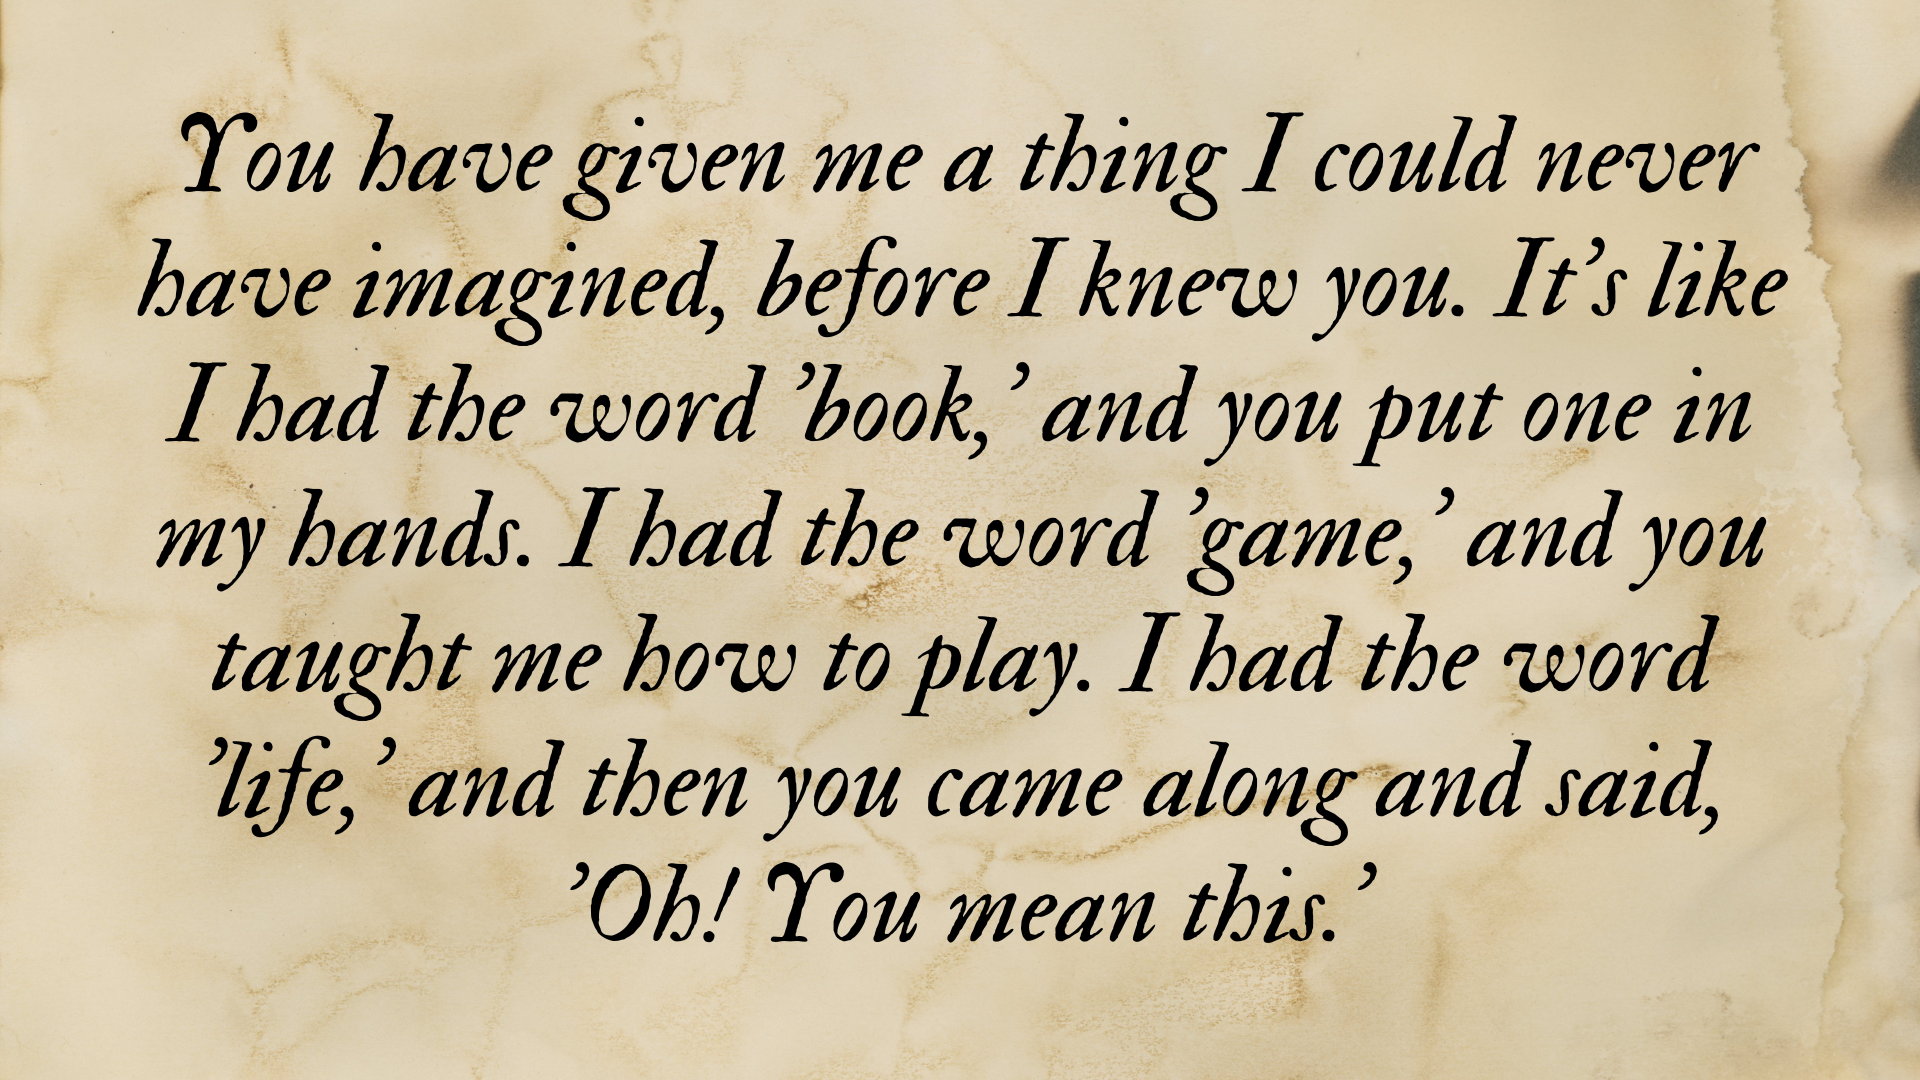 You have given me a thing I could never
have imagined, before I knew you. It’s like
I had the word ’book,’ and you put one in
my hands. I had the word ’game,’ and you
taught me how to play. I had the word
’life,’ and then you came along and said,
’Oh! You mean this.’